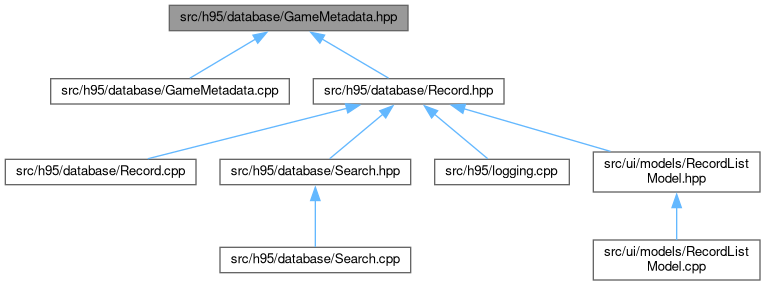 src/h95/database/GameMetadata.hpp
src/h95/database/GameMetadata.cpp
src/h95/database/Record.hpp
src/h95/database/Record.cpp
src/h95/database/Search.hpp
src/h95/logging.cpp
src/ui/models/RecordList
Model.hpp
src/h95/database/Search.cpp
src/ui/models/RecordList
Model.cpp